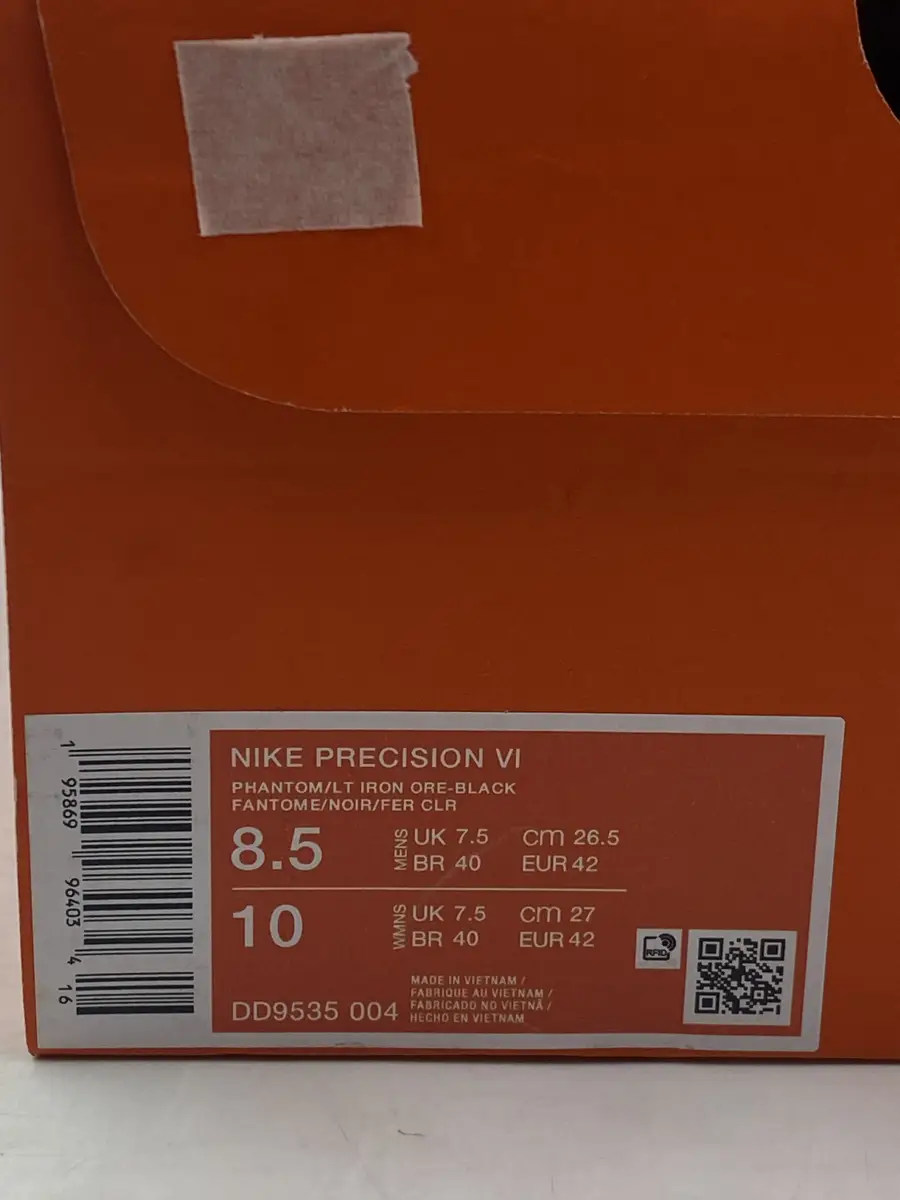 NIKE PRECISION VI
PHANTOM/LT IRON ORE-BLACK
FANTOME/NOIR/FER CLR
8.5 MENS UK 7.5 cm 26.5
BR 40 EUR 42
10 WMNS UK 7.5 cm 27
BR 40 EUR 42
RFID
MADE IN VIETNAM /
FABRIQUE AU VIETNAM /
FABRICADO NO VIETNÃ /
HECHO EN VIETNAM
DD9535 004
1 95869 96403 4 16